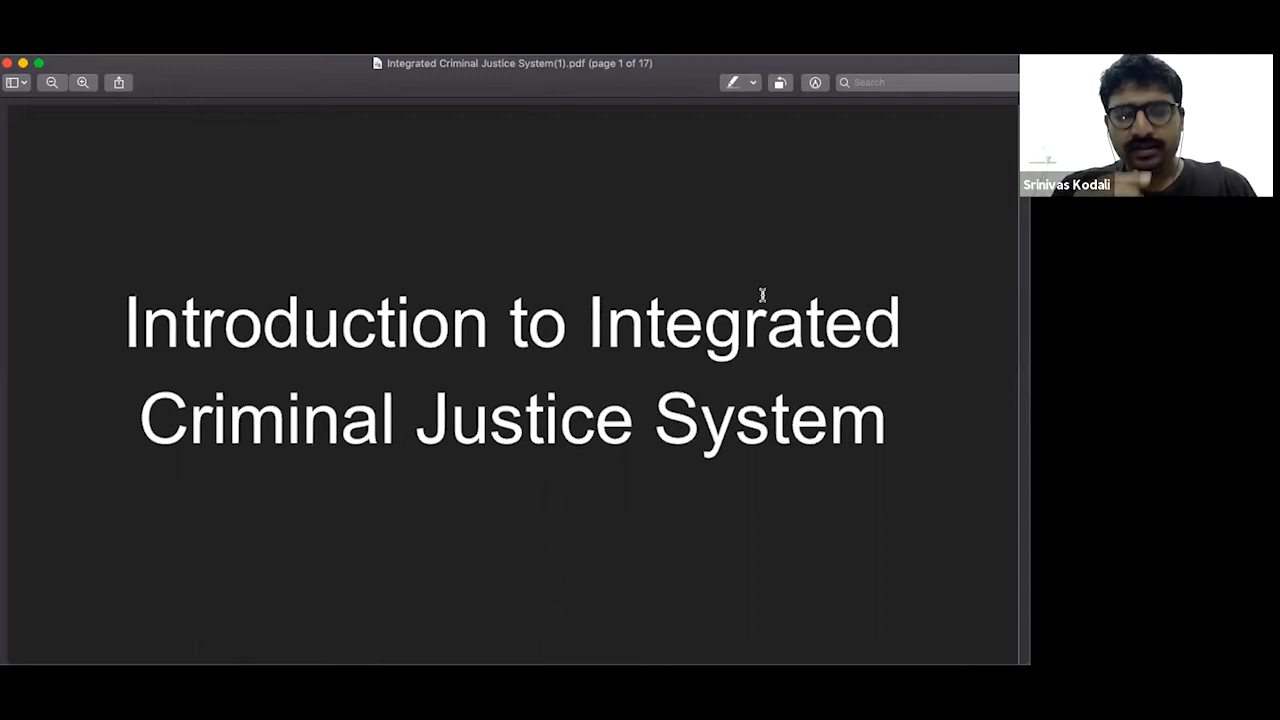 Integrated Criminal Justice System(1).pdf (page 1 of 17)
Search
Srinivas Kodali
Introduction to Integrated
Criminal Justice System